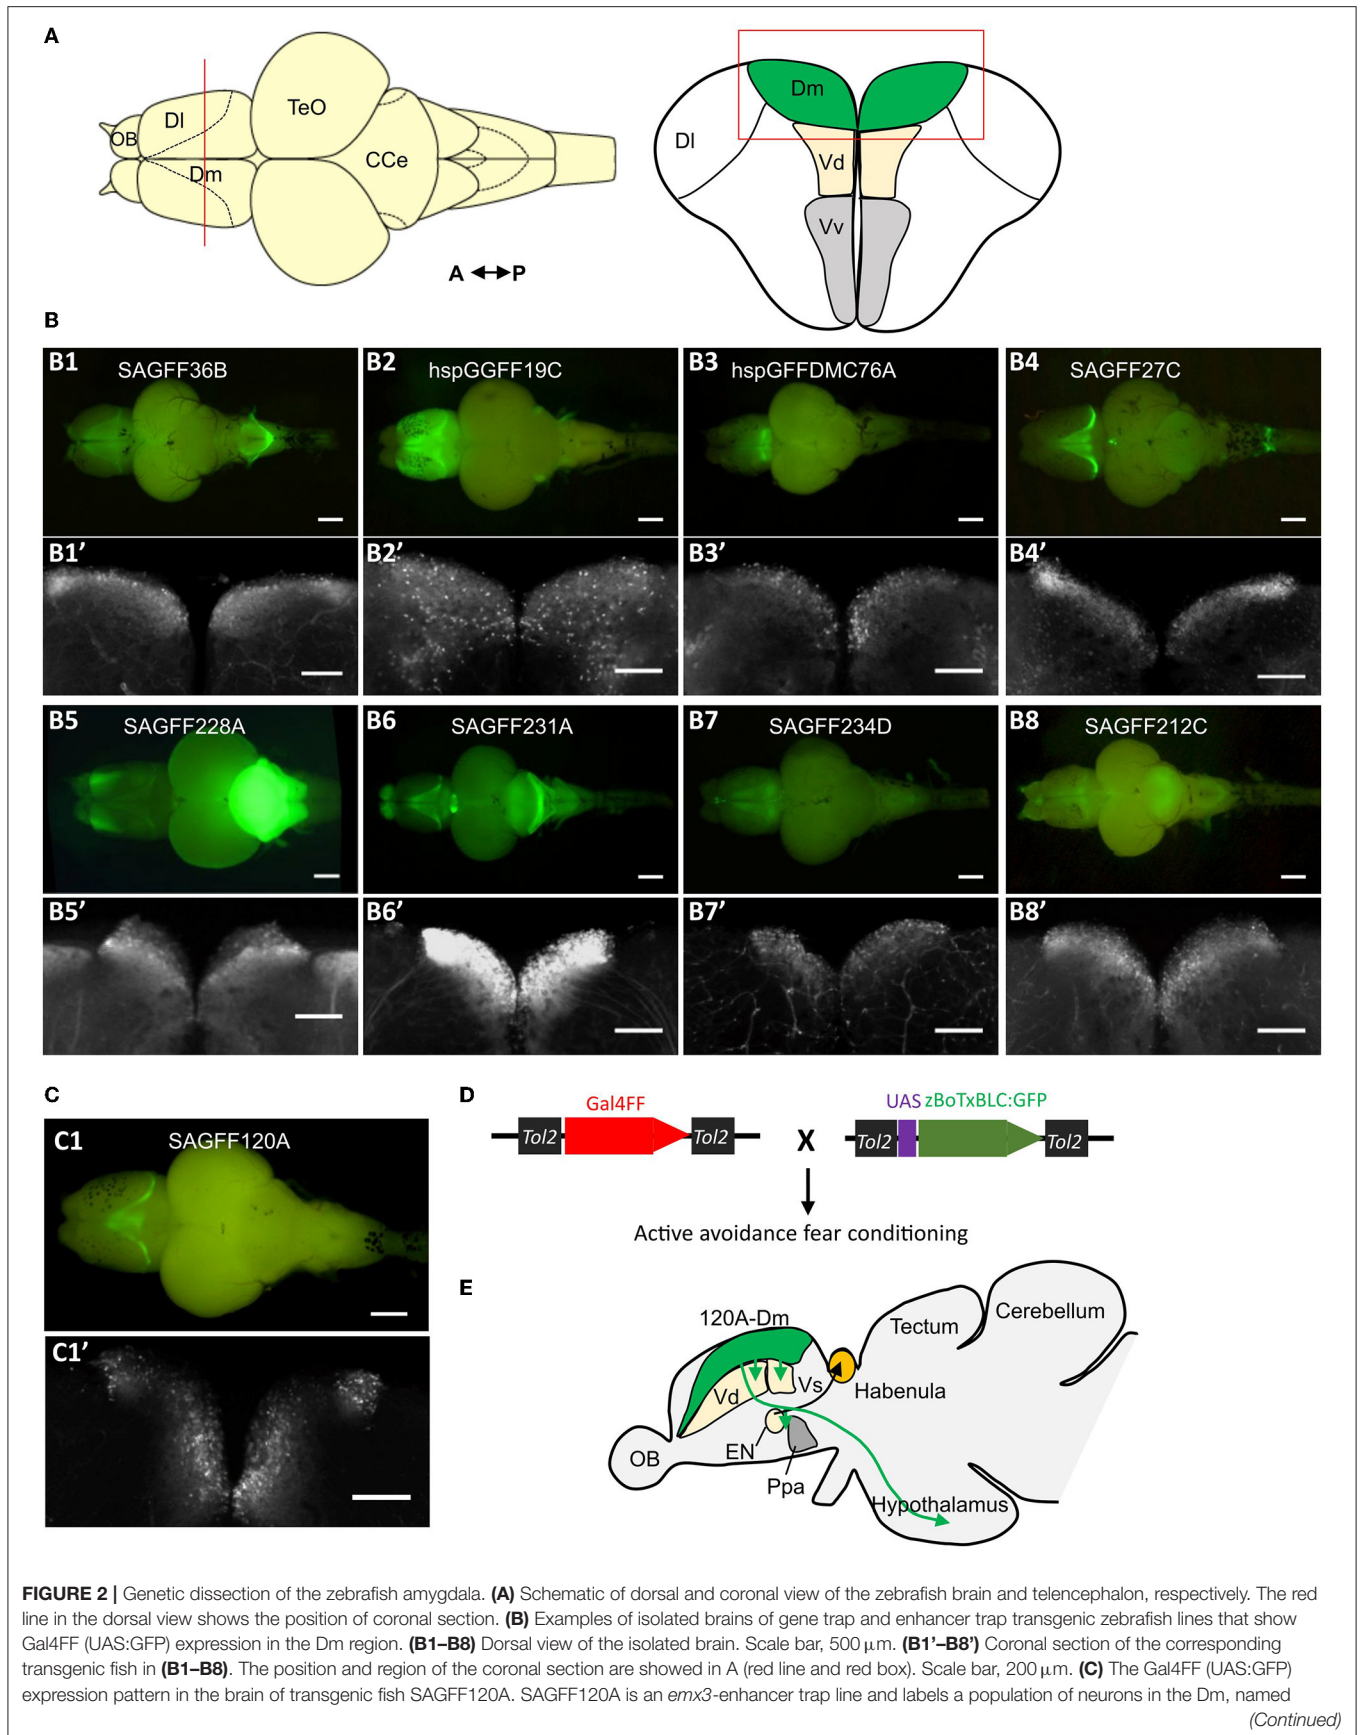 A
OB
Dl
Dm
TeO
CCe
A P
Dm
Dl
Vd
Vv
B
B1 SAGFF36B
B2 hspGGFF19C
B3 hspGFFDMC76A
B4 SAGFF27C
B1’
B2’
B3’
B4’
B5 SAGFF228A
B6 SAGFF231A
B7 SAGFF234D
B8 SAGFF212C
B5’
B6’
B7’
B8’
C
C1 SAGFF120A
C1’
D
Gal4FF
Tol2 Tol2
X
UAS zBoTxBLC:GFP
Tol2 Tol2
Active avoidance fear conditioning
E
120A-Dm
Tectum
Cerebellum
Vd
Vs
Habenula
EN
OB
Ppa
Hypothalamus
FIGURE 2 | Genetic dissection of the zebrafish amygdala. (A) Schematic of dorsal and coronal view of the zebrafish brain and telencephalon, respectively. The red
line in the dorsal view shows the position of coronal section. (B) Examples of isolated brains of gene trap and enhancer trap transgenic zebrafish lines that show
Gal4FF (UAS:GFP) expression in the Dm region. (B1–B8) Dorsal view of the isolated brain. Scale bar, 500 μm. (B1’–B8’) Coronal section of the corresponding
transgenic fish in (B1–B8). The position and region of the coronal section are showed in A (red line and red box). Scale bar, 200 μm. (C) The Gal4FF (UAS:GFP)
expression pattern in the brain of transgenic fish SAGFF120A. SAGFF120A is an emx3-enhancer trap line and labels a population of neurons in the Dm, named
(Continued)